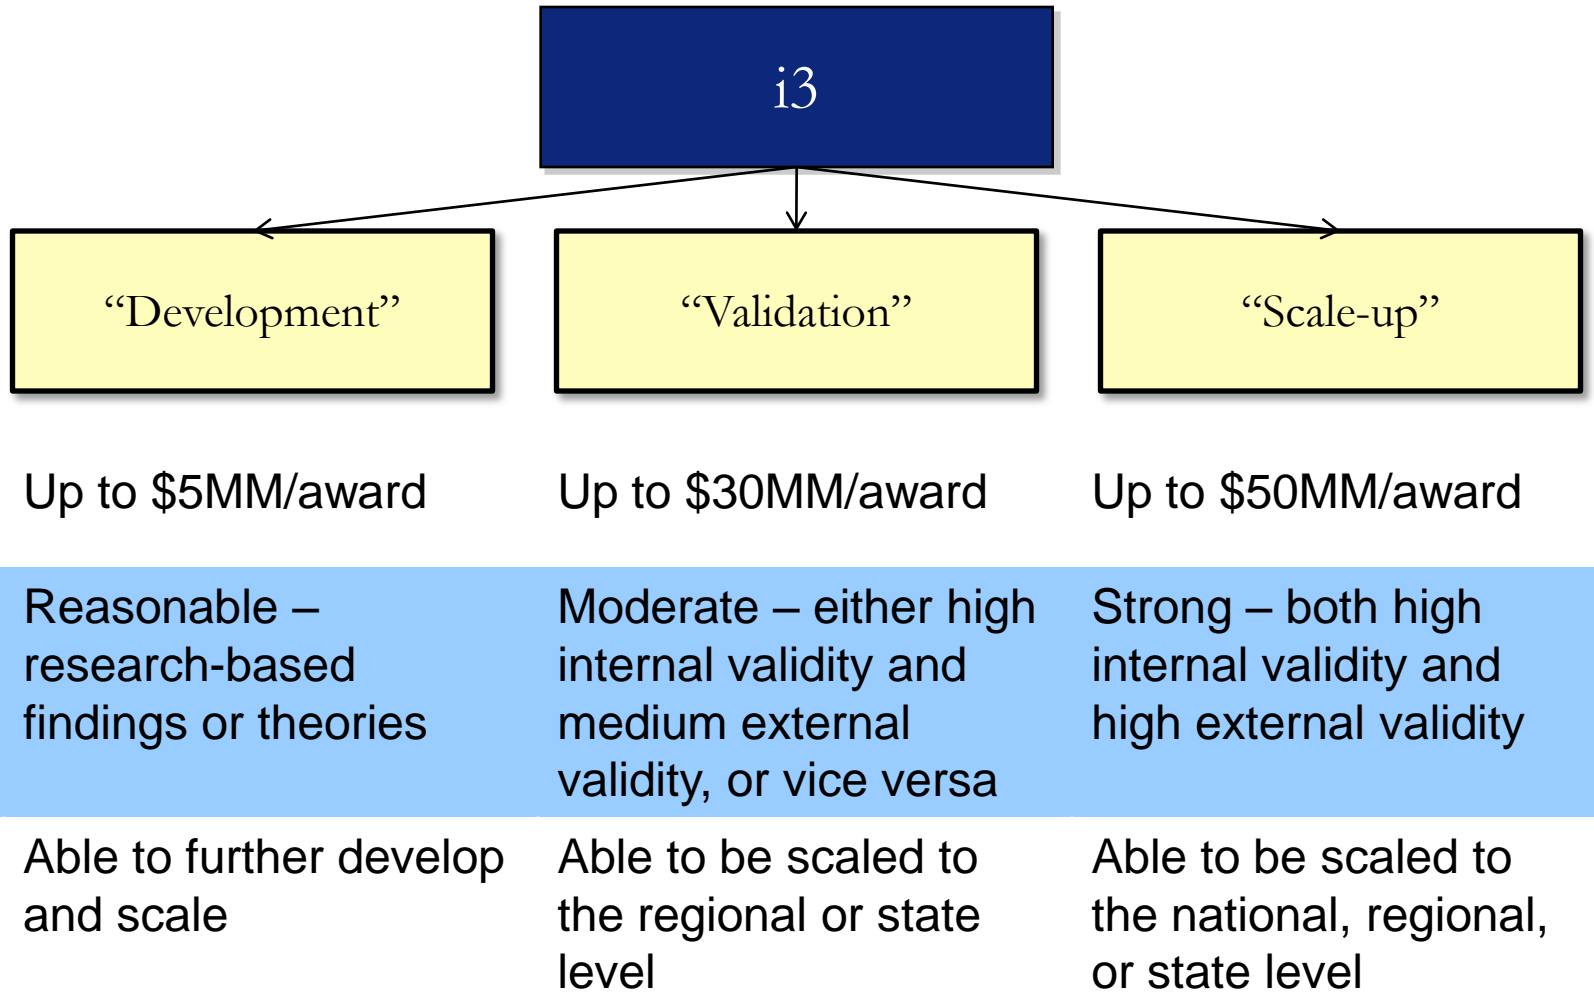 i3
“Development”
“Validation”
“Scale-up”
Up to $5MM/award
Up to $30MM/award
Up to $50MM/award
Reasonable –
research-based
findings or theories
Moderate – either high
internal validity and
medium external
validity, or vice versa
Strong – both high
internal validity and
high external validity
Able to further develop
and scale
Able to be scaled to
the regional or state
level
Able to be scaled to
the national, regional,
or state level